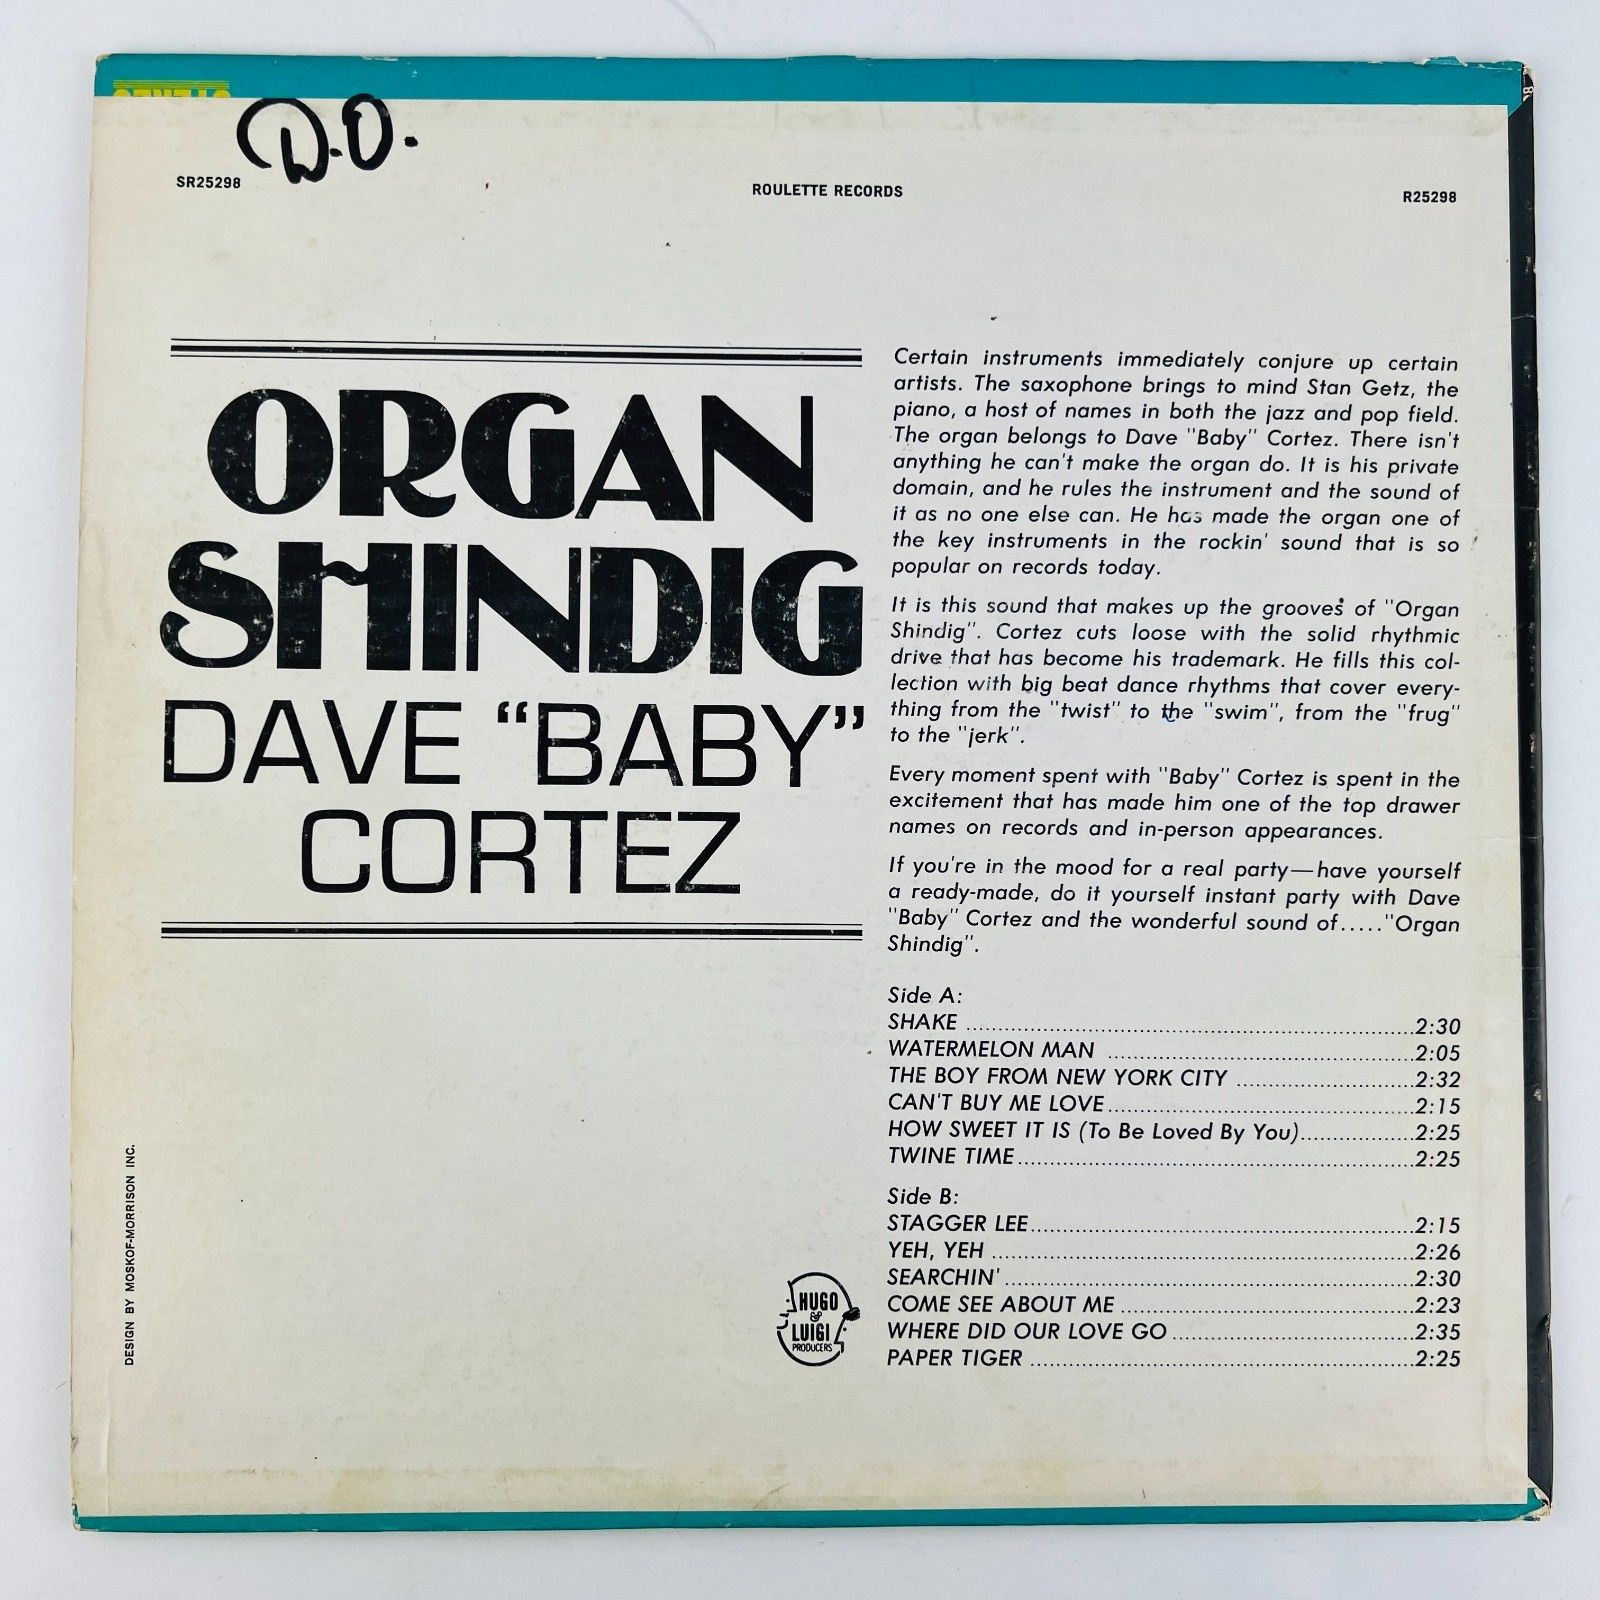 D.O.
SR25298
ROULETTE RECORDS
R25298
ORGAN
SHINDIG
DAVE “BABY”
CORTEZ
Certain instruments immediately conjure up certain
artists. The saxophone brings to mind Stan Getz, the
piano, a host of names in both the jazz and pop field.
The organ belongs to Dave "Baby" Cortez. There isn't
anything he can't make the organ do. It is his private
domain, and he rules the instrument and the sound of
it as no one else can. He has made the organ one of
the key instruments in the rockin' sound that is so
popular on records today.
It is this sound that makes up the grooves of "Organ
Shindig". Cortez cuts loose with the solid rhythmic
drive that has become his trademark. He fills this col-
lection with big beat dance rhythms that cover every-
thing from the "twist" to the "swim", from the "frug"
to the "jerk".
Every moment spent with "Baby" Cortez is spent in the
excitement that has made him one of the top drawer
names on records and in-person appearances.
If you're in the mood for a real party—have yourself
a ready-made, do it yourself instant party with Dave
"Baby" Cortez and the wonderful sound of....."Organ
Shindig".
Side A:
SHAKE ........ 2:30
WATERMELON MAN ........ 2:05
THE BOY FROM NEW YORK CITY ........ 2:32
CAN'T BUY ME LOVE ........ 2:15
HOW SWEET IT IS (To Be Loved By You) ........ 2:25
TWINE TIME ........ 2:25
Side B:
STAGGER LEE ........ 2:15
YEH, YEH ........ 2:26
SEARCHIN' ........ 2:30
COME SEE ABOUT ME ........ 2:23
WHERE DID OUR LOVE GO ........ 2:35
PAPER TIGER ........ 2:25
HUGO
&
LUIGI
PRODUCERS
DESIGN BY MOSKOF-MORRISON INC.